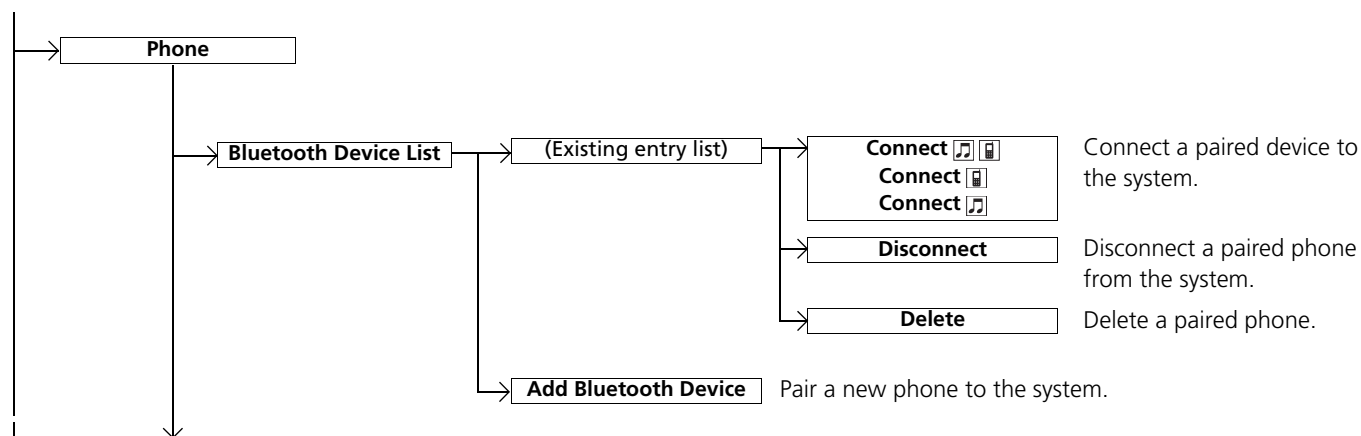 Phone
Bluetooth Device List
(Existing entry list)
Connect
Connect
Connect
Connect a paired device to
the system.
Disconnect
Disconnect a paired phone
from the system.
Delete
Delete a paired phone.
Add Bluetooth Device
Pair a new phone to the system.